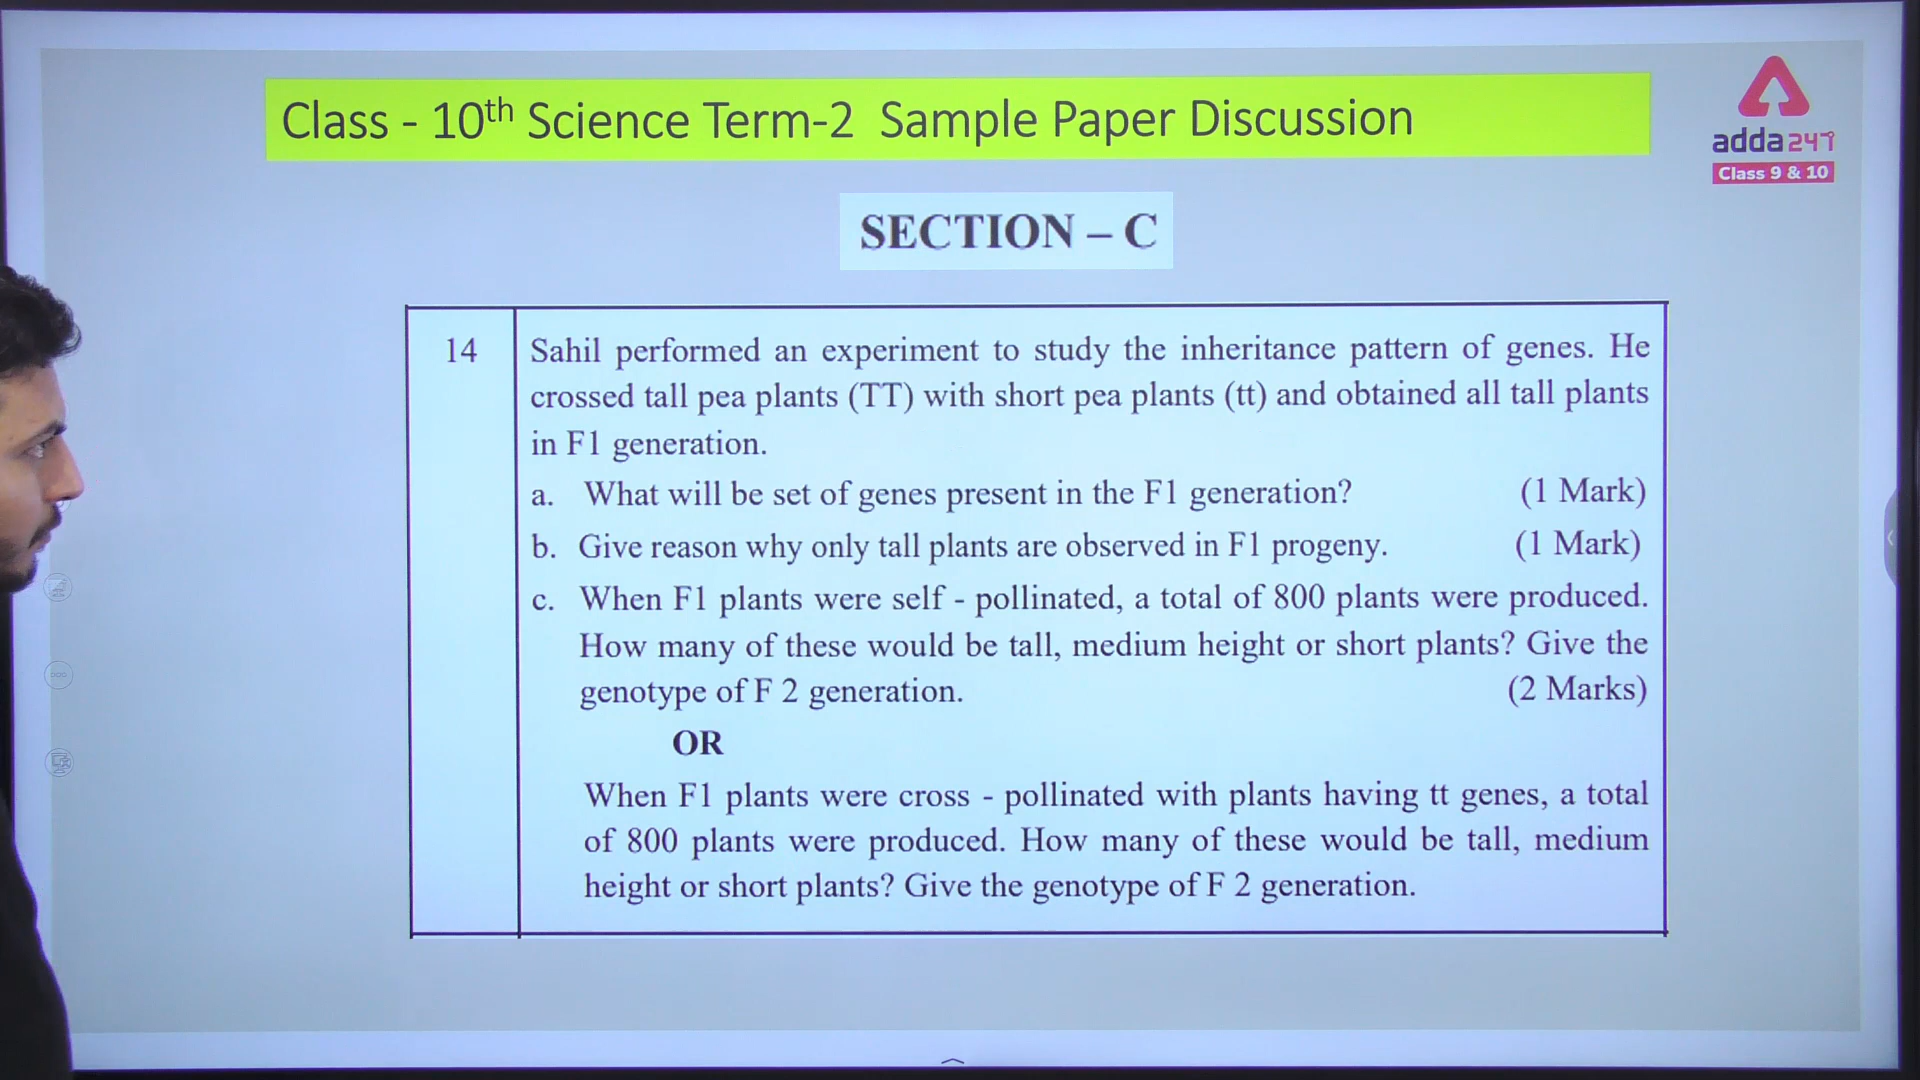 Class - 10th Science Term-2 Sample Paper Discussion
adda247
Class 9 & 10
SECTION – C
14
Sahil performed an experiment to study the inheritance pattern of genes. He
crossed tall pea plants (TT) with short pea plants (tt) and obtained all tall plants
in F1 generation.
a. What will be set of genes present in the F1 generation? (1 Mark)
b. Give reason why only tall plants are observed in F1 progeny. (1 Mark)
c. When F1 plants were self - pollinated, a total of 800 plants were produced.
How many of these would be tall, medium height or short plants? Give the
genotype of F 2 generation. (2 Marks)
OR
When F1 plants were cross - pollinated with plants having tt genes, a total
of 800 plants were produced. How many of these would be tall, medium
height or short plants? Give the genotype of F 2 generation.